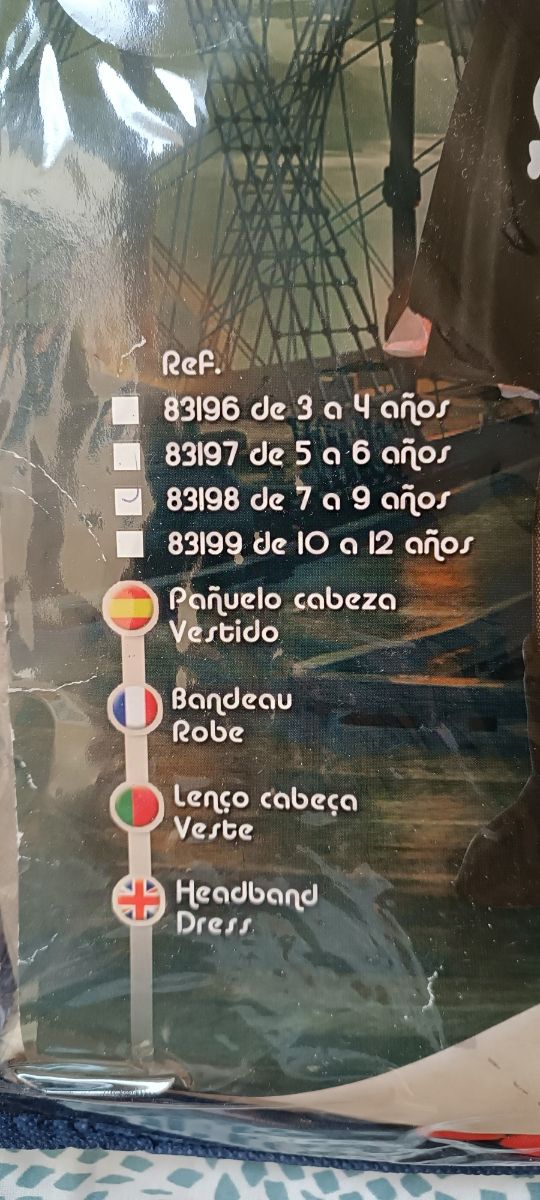 Ref.
83196 de 3 a 4 años
83197 de 5 a 6 años
83198 de 7 a 9 años
83199 de 10 a 12 años
Pañuelo cabeza
Vestido
Bandeau
Robe
Lenço cabeça
Veste
Headband
Dress